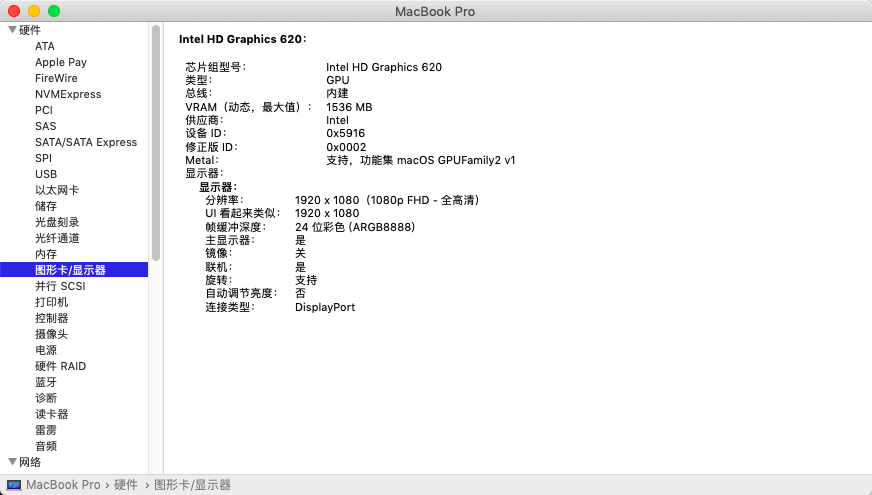 MacBook Pro
硬件
ATA
Apple Pay
FireWire
NVMExpress
PCI
SAS
SATA/SATA Express
SPI
USB
以太网卡
储存
光盘刻录
光纤通道
内存
图形卡/显示器
并行 SCSI
打印机
控制器
摄像头
电源
硬件 RAID
蓝牙
诊断
读卡器
雷雳
音频
网络
Intel HD Graphics 620：
芯片组型号： Intel HD Graphics 620
类型： GPU
总线： 内建
VRAM（动态，最大值）： 1536 MB
供应商： Intel
设备 ID： 0x5916
修正版 ID： 0x0002
Metal： 支持，功能集 macOS GPUFamily2 v1
显示器：
显示器：
分辨率： 1920 x 1080（1080p FHD - 全高清）
UI 看起来类似： 1920 x 1080
帧缓冲深度： 24 位彩色 (ARGB8888)
主显示器： 是
镜像： 关
联机： 是
旋转： 支持
自动调节亮度： 否
连接类型： DisplayPort
MacBook Pro › 硬件 › 图形卡/显示器